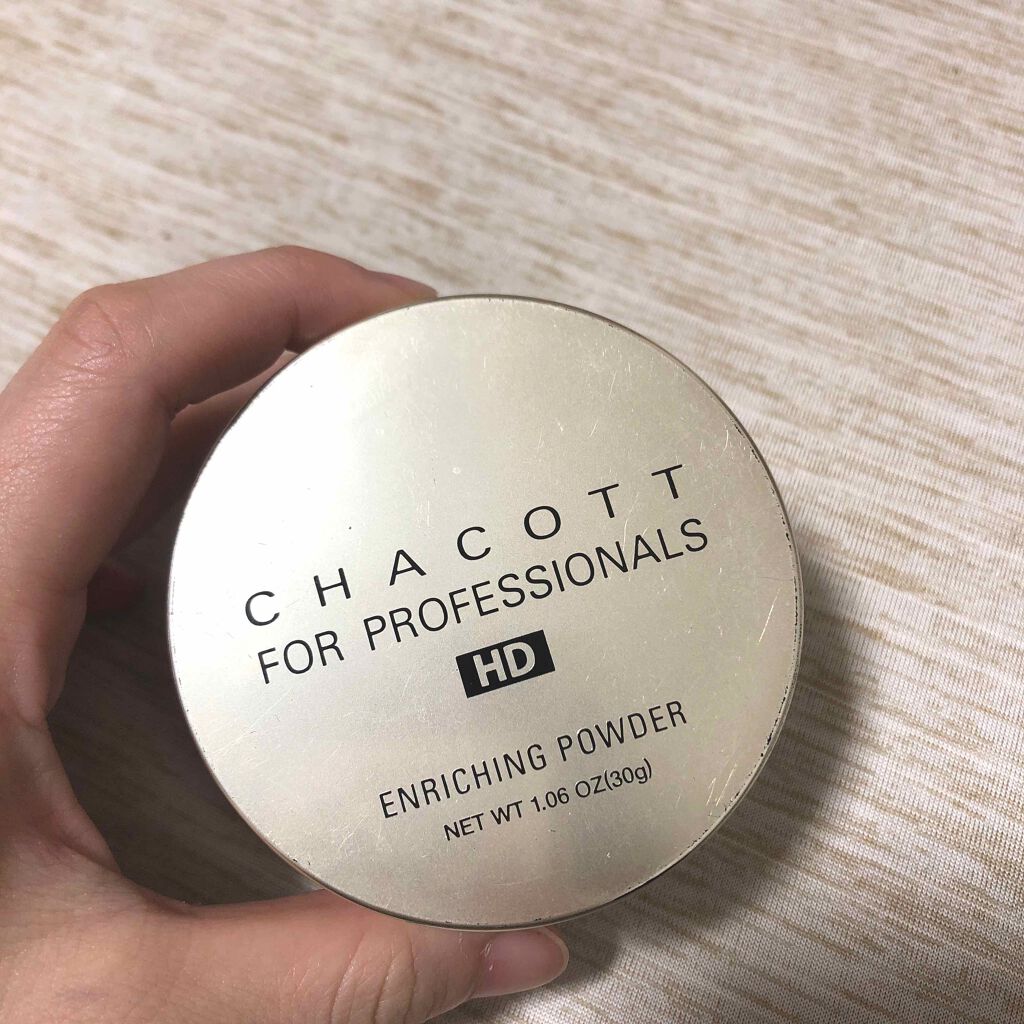 CHACOTT
FOR PROFESSIONALS
HD
ENRICHING POWDER
NET WT 1.06 OZ(30g)